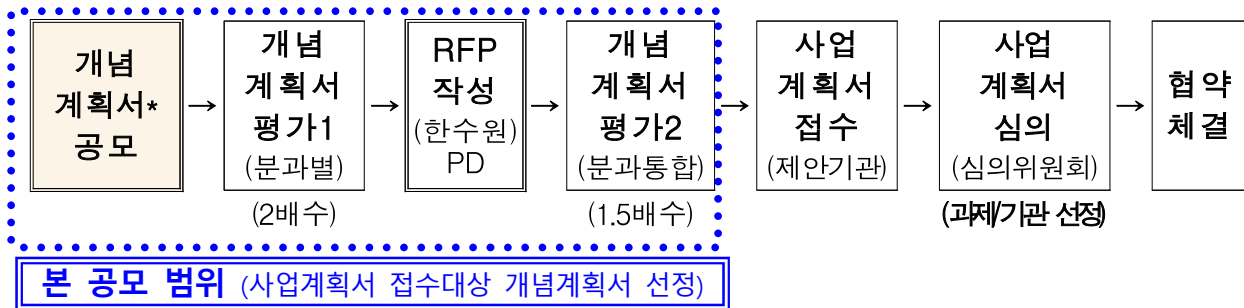 개념
계획서*
공모
→
개념
계획서
평가1
(분과별)
(2배수)
→
RFP
작성
(한수원)
PD
→
개념
계획서
평가2
(분과통합)
(1.5배수)
→
사업
계획서
접수
(제안기관)
→
사업
계획서
심의
(심의위원회)
(과제/기관 선정)
→
협약
체결
본 공모 범위 (사업계획서 접수대상 개념계획서 선정)